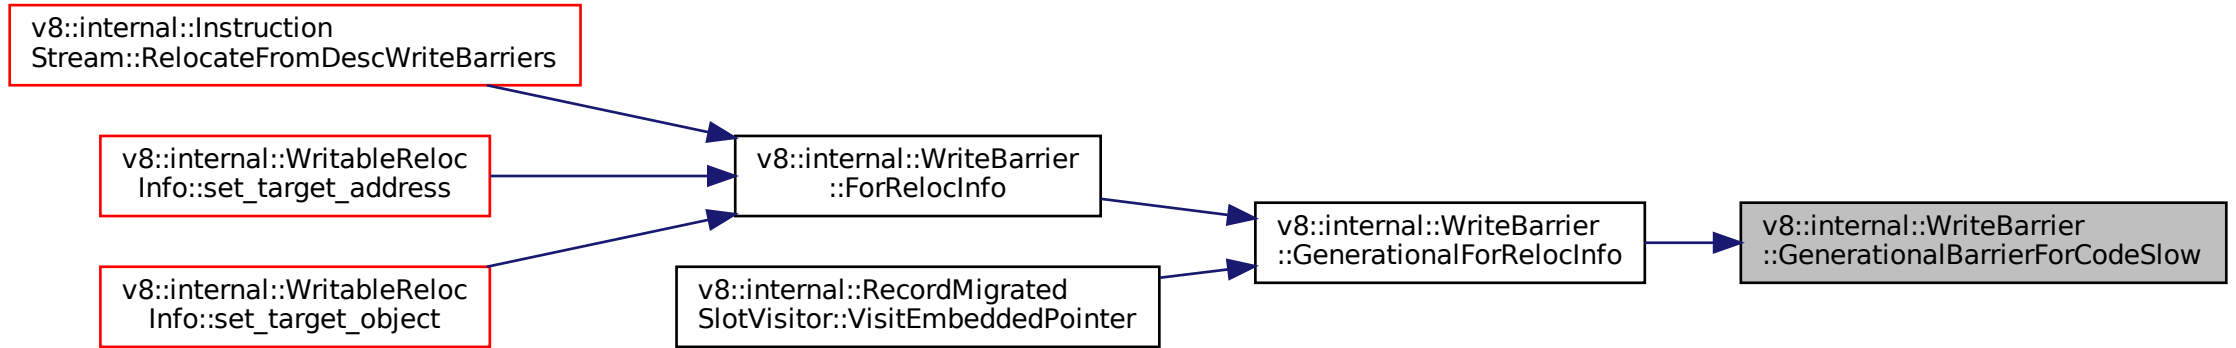 v8::internal::Instruction
Stream::RelocateFromDescWriteBarriers
v8::internal::WritableReloc
Info::set_target_address
v8::internal::WritableReloc
Info::set_target_object
v8::internal::WriteBarrier
::ForRelocInfo
v8::internal::RecordMigrated
SlotVisitor::VisitEmbeddedPointer
v8::internal::WriteBarrier
::GenerationalForRelocInfo
v8::internal::WriteBarrier
::GenerationalBarrierForCodeSlow